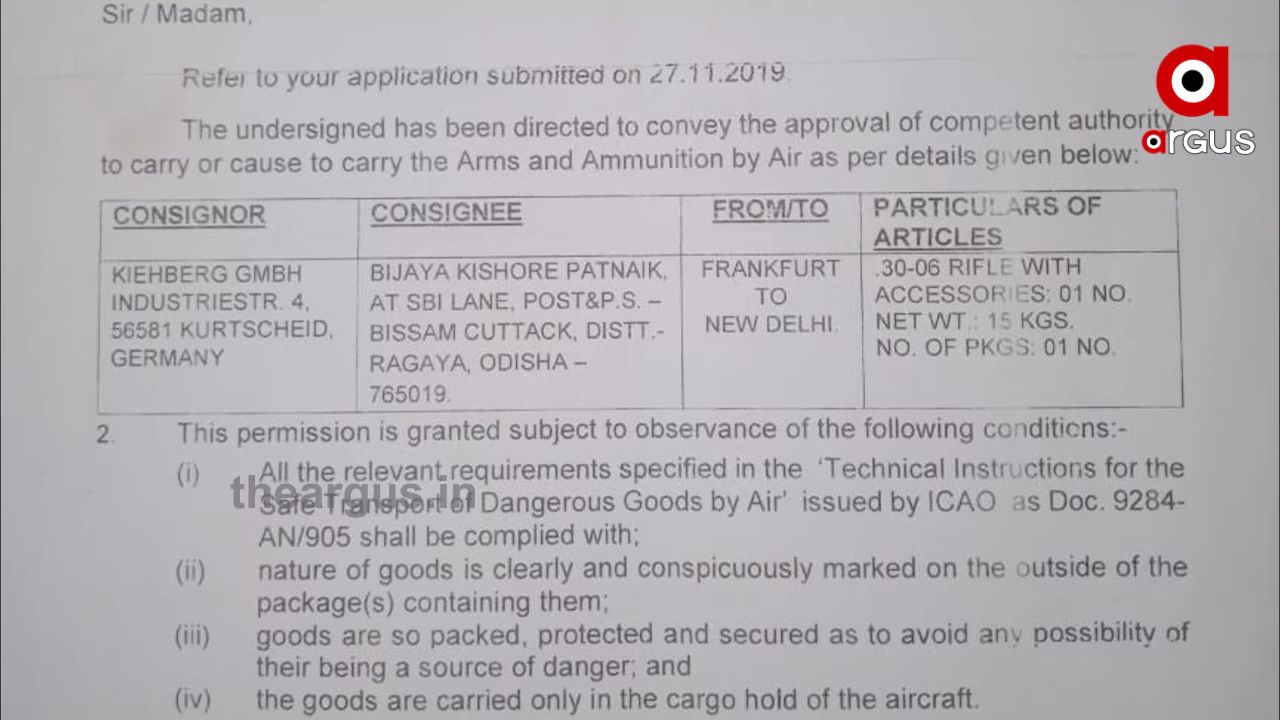 Sir / Madam,
Refer to your application submitted on 27.11.2019.
The undersigned has been directed to convey the approval of competent authority
to carry or cause to carry the Arms and Ammunition by Air as per details given below:
argus
CONSIGNOR
CONSIGNEE
FROM/TO
PARTICULARS OF
ARTICLES
KIEHBERG GMBH
INDUSTRIESTR. 4,
56581 KURTSCHEID,
GERMANY
BIJAYA KISHORE PATNAIK,
AT SBI LANE, POST&P.S. –
BISSAM CUTTACK, DISTT.-
RAGAYA, ODISHA –
765019.
FRANKFURT
TO
NEW DELHI.
.30-06 RIFLE WITH
ACCESSORIES: 01 NO.
NET WT.: 15 KGS.
NO. OF PKGS: 01 NO.
2. This permission is granted subject to observance of the following conditions:-
(i) All the relevant requirements specified in the 'Technical Instructions for the
Safe Transport of Dangerous Goods by Air' issued by ICAO as Doc. 9284-
AN/905 shall be complied with;
theargus.in
(ii) nature of goods is clearly and conspicuously marked on the outside of the
package(s) containing them;
(iii) goods are so packed, protected and secured as to avoid any possibility of
their being a source of danger; and
(iv) the goods are carried only in the cargo hold of the aircraft.